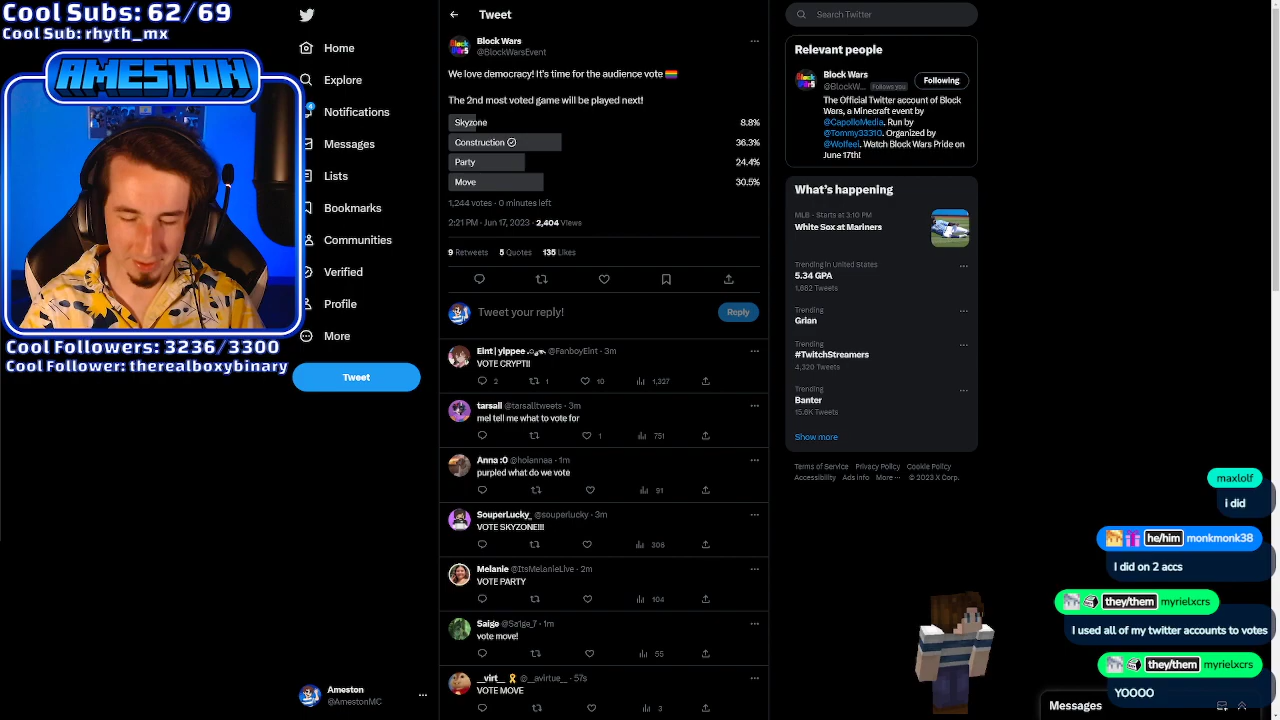 Cool Subs: 62/69
Cool Sub: rhyth_mx
AMESTON
Cool Followers: 3236/3300
Cool Follower: therealboxybinary
Home
Explore
4
Notifications
Messages
Lists
Bookmarks
Communities
Verified
Profile
More
Tweet
Ameston
@AmestonMC
Tweet
Block Wars
@BlockWarsEvent
We love democracy! It's time for the audience vote
The 2nd most voted game will be played next!
Skyzone 8.8%
Construction 36.3%
Party 24.4%
Move 30.5%
1,244 votes · 0 minutes left
2:21 PM · Jun 17, 2023 · 2,404 Views
9 Retweets 5 Quotes 135 Likes
Tweet your reply!
Reply
Eint | yippee @FanboyEint · 3m
VOTE CRYPT!!
2 1 10 1,327
tarsall @tarsalltweets · 3m
mel tell me what to vote for
1 751
Anna :0 @hoiannaa · 1m
purpled what do we vote
91
SouperLucky_ @souperlucky · 3m
VOTE SKYZONE!!!
306
Melanie @ItsMelanieLive · 2m
VOTE PARTY
104
Saige @Sa1ge_7 · 1m
vote move!
55
__virt__ @__avirtue__ · 57s
VOTE MOVE
3
Search Twitter
Relevant people
Block Wars
@BlockW... Follows you
Following
The Official Twitter account of Block
Wars, a Minecraft event by
@CapolloMedia. Run by
@Tommy33310. Organized by
@Wolfeei. Watch Block Wars Pride on
June 17th!
What's happening
MLB · Starts at 3:10 PM
White Sox at Mariners
Trending in United States
5.34 GPA
1,882 Tweets
Trending
Grian
Trending
#TwitchStreamers
4,320 Tweets
Trending
Banter
15.8K Tweets
Show more
Terms of Service Privacy Policy Cookie Policy
Accessibility Ads info More ··· © 2023 X Corp.
maxlolf
i did
he/him monkmonk38
I did on 2 accs
they/them myrielxcrs
I used all of my twitter accounts to votes
they/them myrielxcrs
YOOOO
Messages